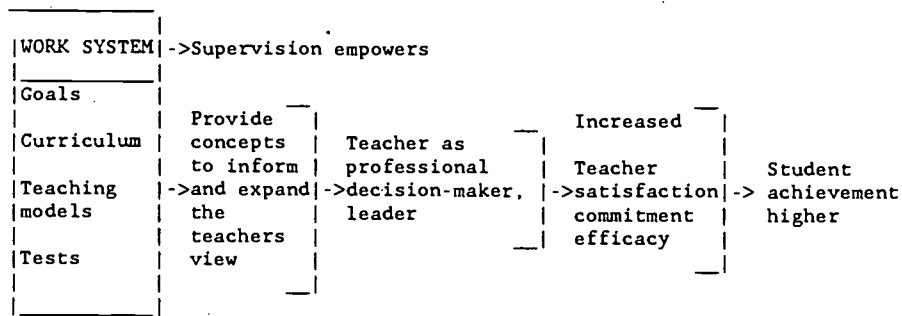 WORK SYSTEM ->Supervision empowers
Goals
Provide Increased
Curriculum concepts Teacher as
to inform professional Teacher Student
Teaching ->and expand ->decision-maker, ->satisfaction -> achievement
models the leader commitment higher
teachers efficacy
Tests view